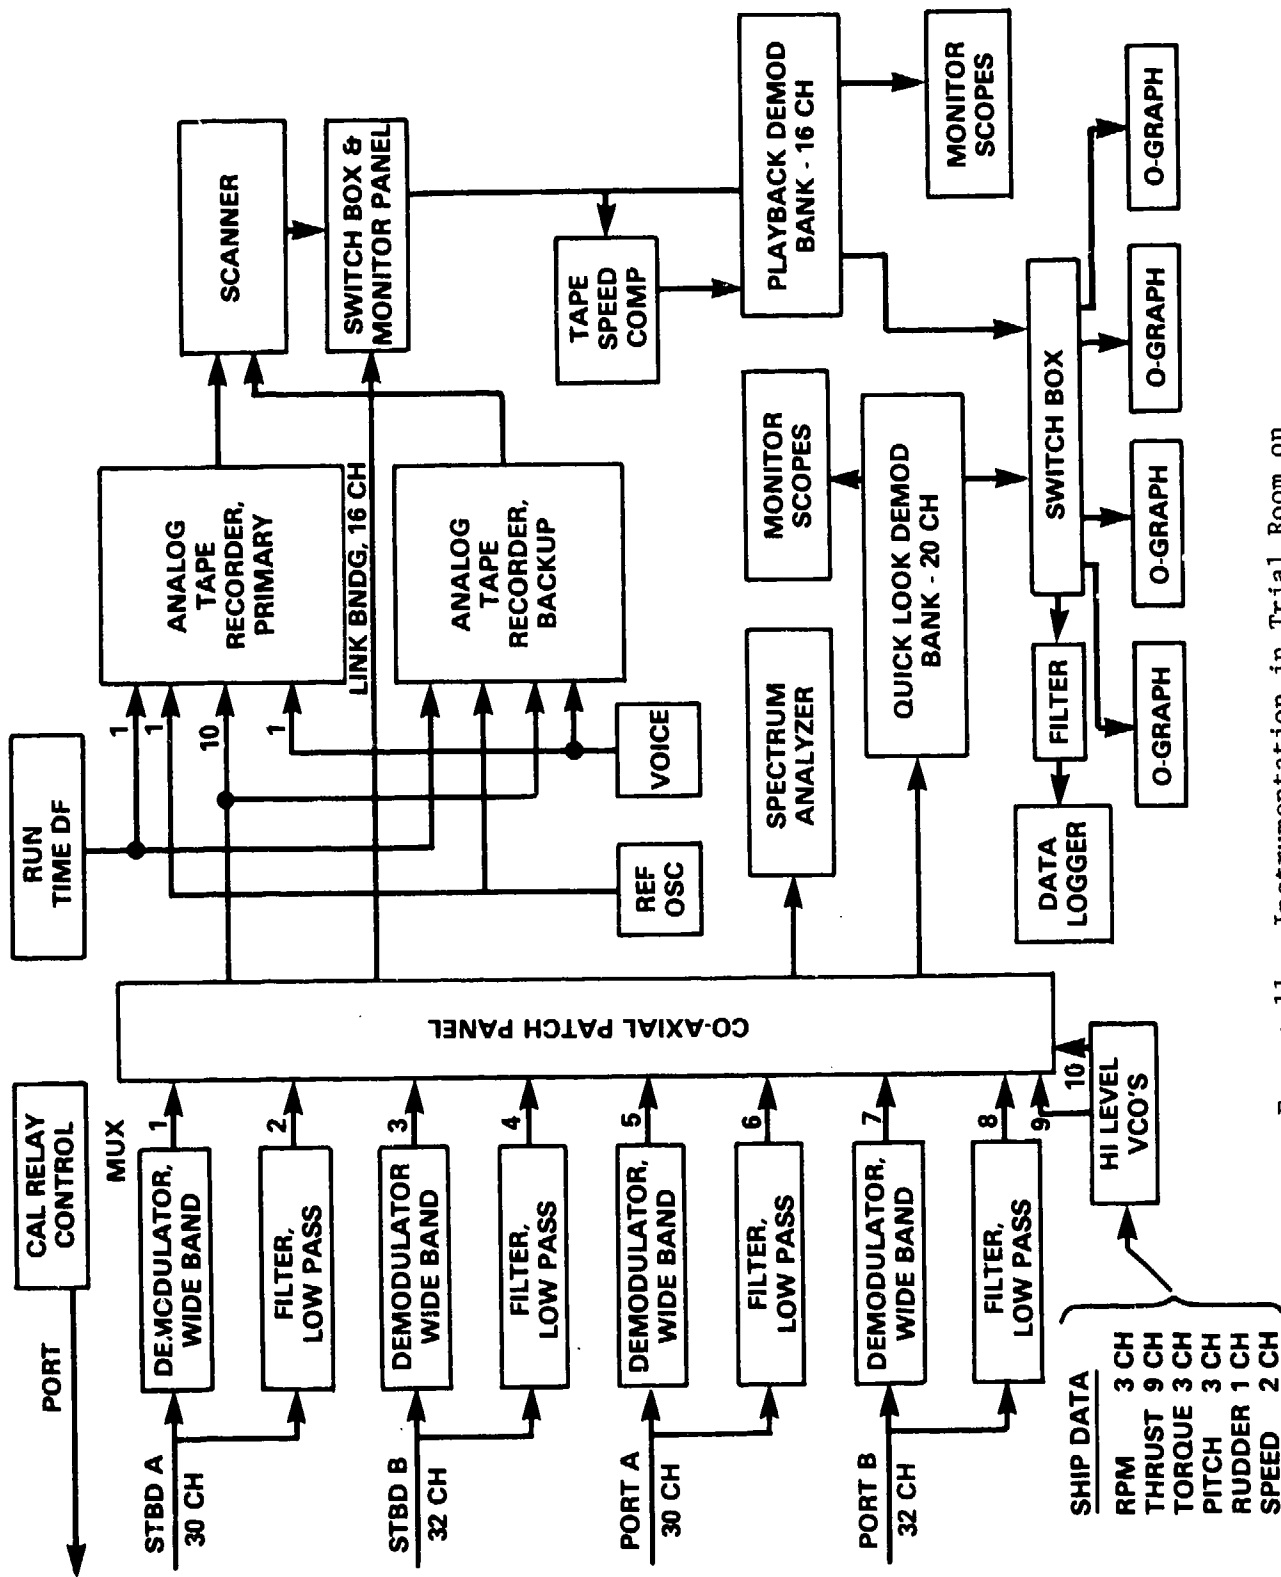 CAL RELAY
CONTROL
PORT
RUN
TIME DF
MUX
STBD A
30 CH
DEMCDULATOR,
WIDE BAND
1
FILTER,
LOW PASS
2
STBD B
32 CH
DEMODULATOR
WIDE BAND
3
FILTER,
LOW PASS
4
PORT A
30 CH
DEMODULATOR,
WIDE BAND
5
FILTER,
LOW PASS
6
PORT B
32 CH
DEMODULATOR,
WIDE BAND
7
FILTER,
LOW PASS
8
9
10
HI LEVEL
VCO'S
SHIP DATA
RPM 3 CH
THRUST 9 CH
TORQUE 3 CH
PITCH 3 CH
RUDDER 1 CH
SPEED 2 CH
CO-AXIAL PATCH PANEL
1
1
10
1
ANALOG
TAPE
RECORDER,
PRIMARY
LINK BNDG, 16 CH
ANALOG
TAPE
RECORDER,
BACKUP
REF
OSC
VOICE
SCANNER
SWITCH BOX &
MONITOR PANEL
TAPE
SPEED
COMP
SPECTRUM
ANALYZER
MONITOR
SCOPES
PLAYBACK DEMOD
BANK - 16 CH
QUICK LOOK DEMOD
BANK - 20 CH
MONITOR
SCOPES
DATA
LOGGER
FILTER
SWITCH BOX
O-GRAPH
O-GRAPH
O-GRAPH
O-GRAPH
Instrumentation in Trial Room on